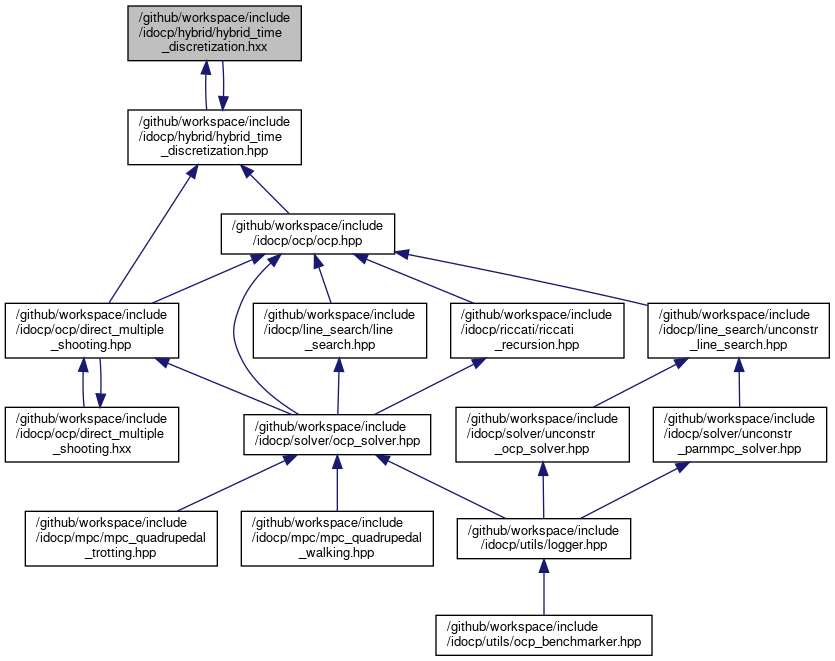 /github/workspace/include
/idocp/hybrid/hybrid_time
_discretization.hxx
/github/workspace/include
/idocp/hybrid/hybrid_time
_discretization.hpp
/github/workspace/include
/idocp/ocp/ocp.hpp
/github/workspace/include
/idocp/ocp/direct_multiple
_shooting.hpp
/github/workspace/include
/idocp/line_search/line
_search.hpp
/github/workspace/include
/idocp/riccati/riccati
_recursion.hpp
/github/workspace/include
/idocp/line_search/unconstr
_line_search.hpp
/github/workspace/include
/idocp/ocp/direct_multiple
_shooting.hxx
/github/workspace/include
/idocp/solver/ocp_solver.hpp
/github/workspace/include
/idocp/solver/unconstr
_ocp_solver.hpp
/github/workspace/include
/idocp/solver/unconstr
_parnmpc_solver.hpp
/github/workspace/include
/idocp/mpc/mpc_quadrupedal
_trotting.hpp
/github/workspace/include
/idocp/mpc/mpc_quadrupedal
_walking.hpp
/github/workspace/include
/idocp/utils/logger.hpp
/github/workspace/include
/idocp/utils/ocp_benchmarker.hpp